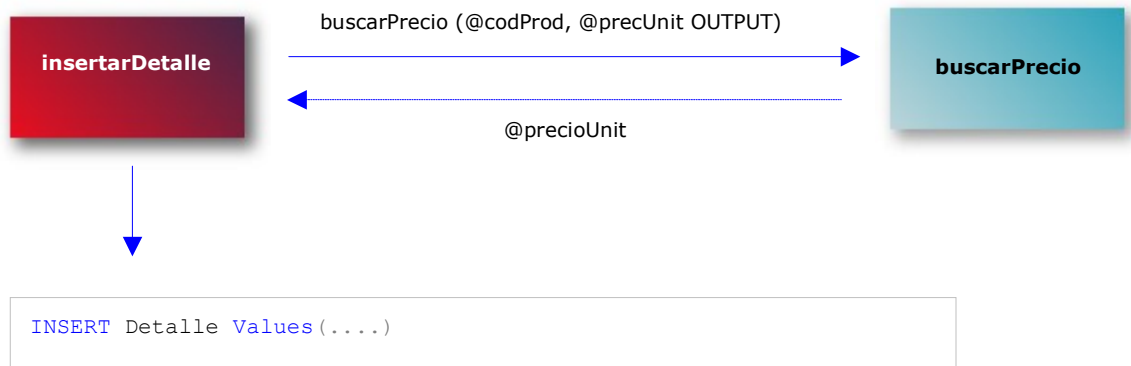 buscarPrecio (@codProd, @precUnit OUTPUT)
insertarDetalle
buscarPrecio
@precioUnit
INSERT Detalle Values(....)